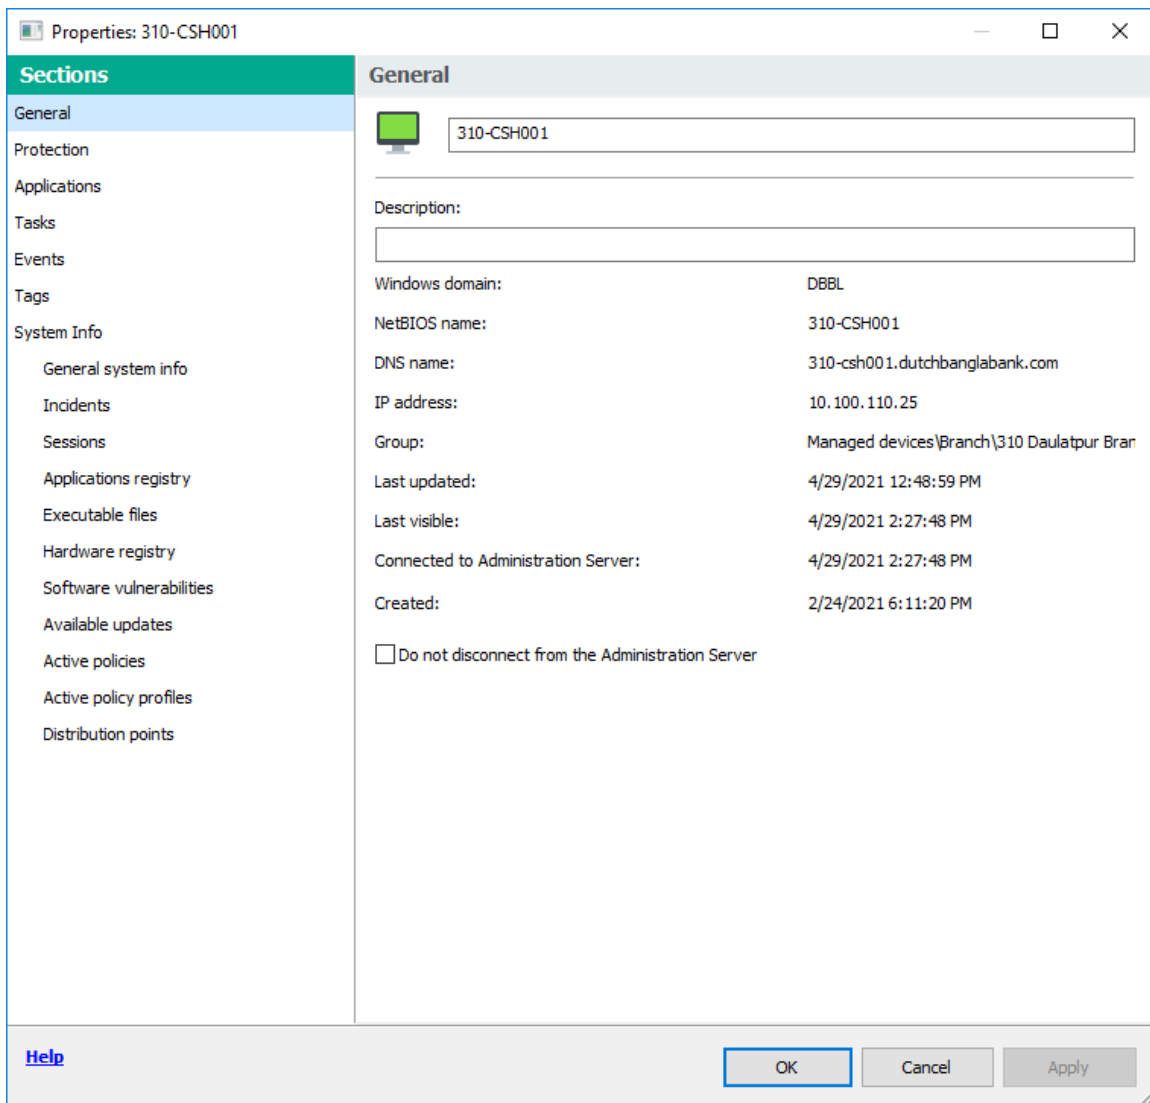 Properties: 310-CSH001
Sections
General
Protection
Applications
Tasks
Events
Tags
System Info
General system info
Incidents
Sessions
Applications registry
Executable files
Hardware registry
Software vulnerabilities
Available updates
Active policies
Active policy profiles
Distribution points
General
310-CSH001
Description:
Windows domain: DBBL
NetBIOS name: 310-CSH001
DNS name: 310-csh001.dutchbanglabank.com
IP address: 10.100.110.25
Group: Managed devices\Branch\310 Daulatpur Bran
Last updated: 4/29/2021 12:48:59 PM
Last visible: 4/29/2021 2:27:48 PM
Connected to Administration Server: 4/29/2021 2:27:48 PM
Created: 2/24/2021 6:11:20 PM
Do not disconnect from the Administration Server
Help
OK Cancel Apply